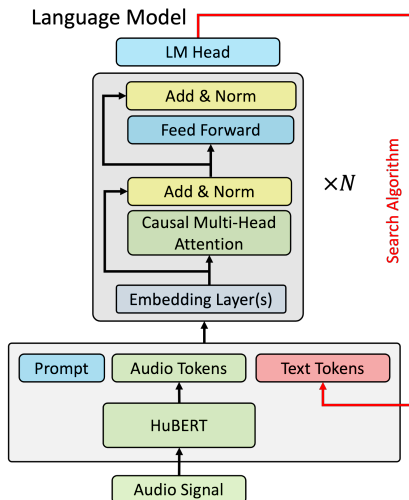 Language Model
LM Head
Add & Norm
Feed Forward
Add & Norm
×N
Causal Multi-Head
Attention
Search Algorithm
Embedding Layer(s)
Prompt
Audio Tokens
Text Tokens
HuBERT
Audio Signal